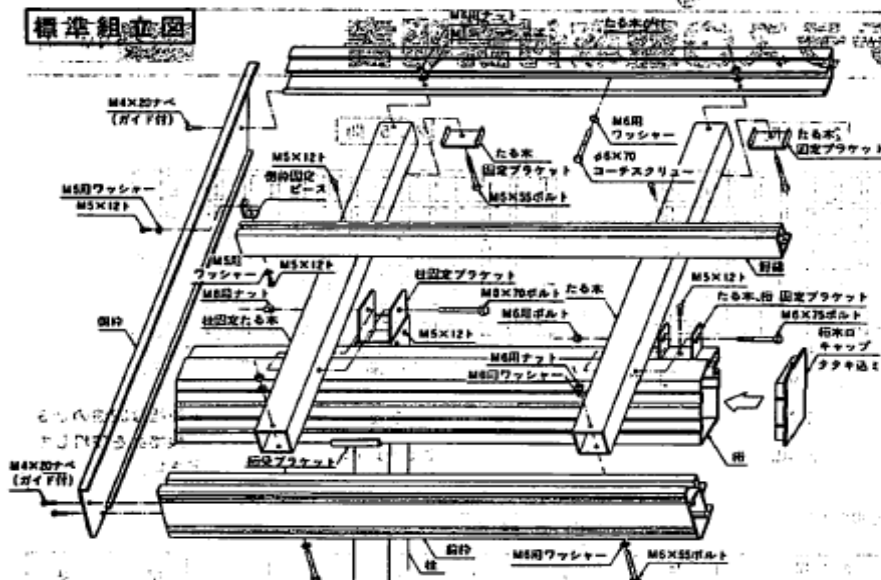 標準組立図
M5用ナット
たる木掛け
M4×20ナベ
(ガイド付)
M6用
ワッシャー
たる木
固定ブラケット
φ6×70
コーチスクリュー
たる木
固定ブラケット
M5×12ト
側枠固定
ピース
M5×55ボルト
M5用ワッシャー
M5×12ト
野縁
M5用
ワッシャー
M5×12ト
柱固定ブラケット
M6用ナット
M8×70ボルト
たる木
M5×12ト
たる木、桁 固定ブラケット
柱固定たる木
M6用ボルト
M6×75ボルト
側枠
M5×12ト
桁木口
キャップ
タタキ込ミ
M6用ナット
M6用ワッシャー
桁受ブラケット
桁
M4×20ナベ
(ガイド付)
前枠
柱
M6用ワッシャー
M6×55ボルト